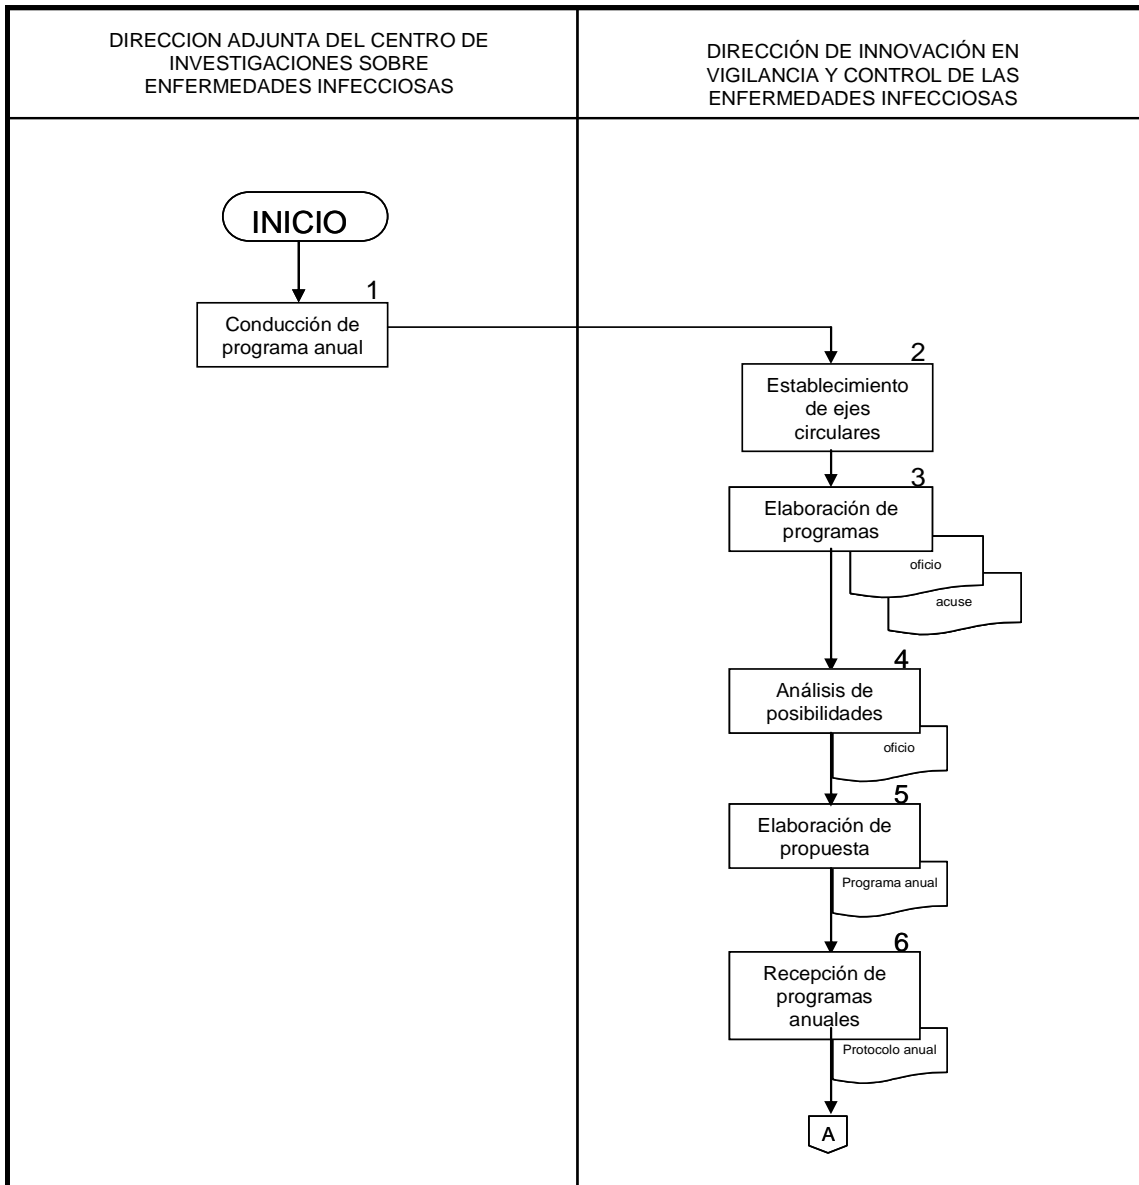 DIRECCION ADJUNTA DEL CENTRO DE
INVESTIGACIONES SOBRE
ENFERMEDADES INFECCIOSAS
DIRECCIÓN DE INNOVACIÓN EN
VIGILANCIA Y CONTROL DE LAS
ENFERMEDADES INFECCIOSAS
INICIO
1
Conducción de
programa anual
2
Establecimiento
de ejes
circulares
3
Elaboración de
programas
oficio
acuse
4
Análisis de
posibilidades
oficio
5
Elaboración de
propuesta
Programa anual
6
Recepción de
programas
anuales
Protocolo anual
A